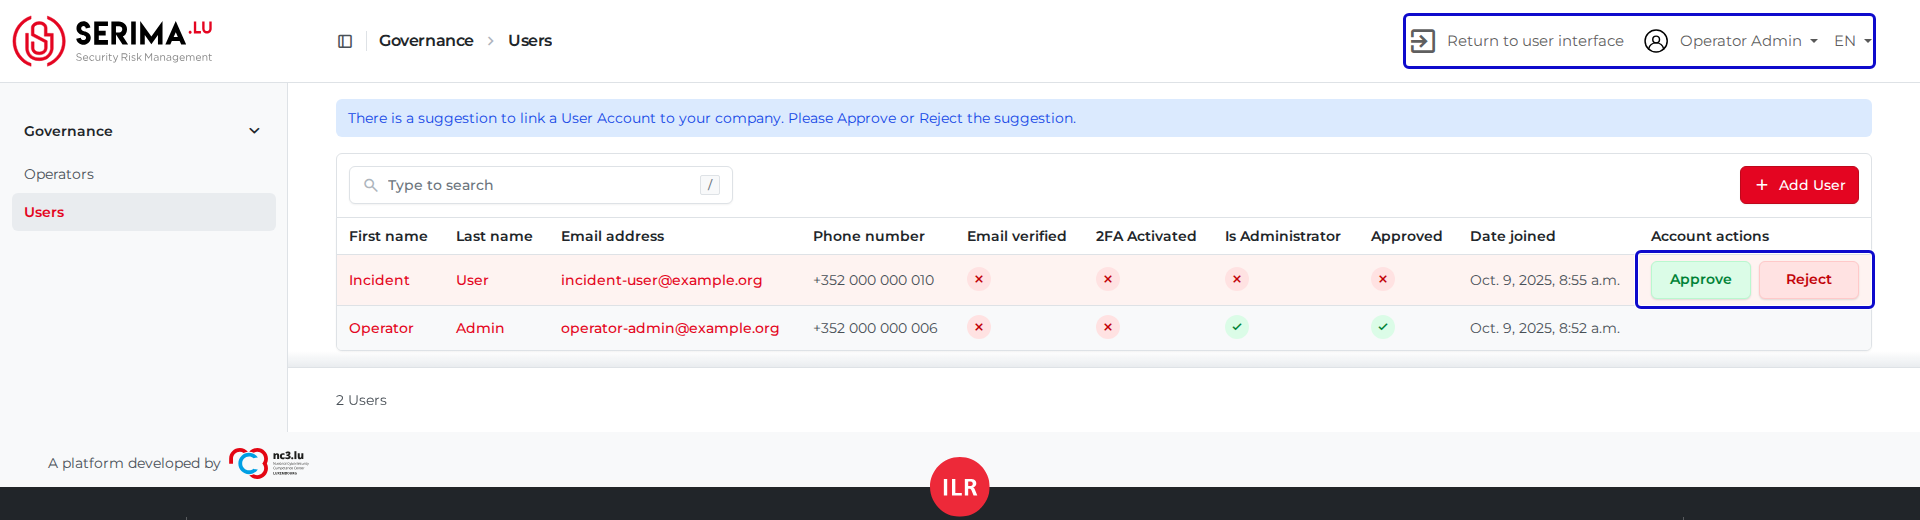 SERIMA.LU
Security Risk Management
Governance > Users
Return to user interface Operator Admin EN
Governance
Operators
Users
There is a suggestion to link a User Account to your company. Please Approve or Reject the suggestion.
Type to search /
+ Add User
First name Last name Email address Phone number Email verified 2FA Activated Is Administrator Approved Date joined Account actions
Incident User incident-user@example.org +352 000 000 010 Oct. 9, 2025, 8:55 a.m. Approve Reject
Operator Admin operator-admin@example.org +352 000 000 006 Oct. 9, 2025, 8:52 a.m.
2 Users
A platform developed by nc3.lu
ILR